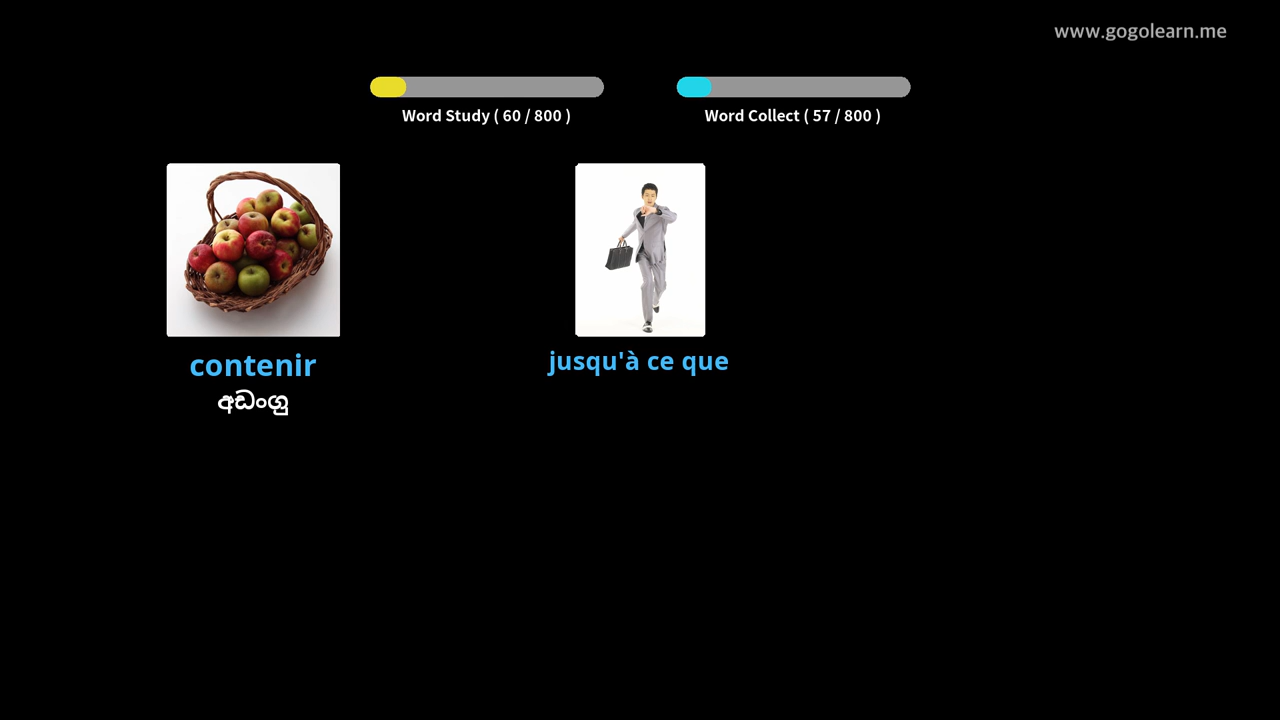 www.gogolearn.me
Word Study ( 60 / 800 )
Word Collect ( 57 / 800 )
contenir
අඩංගු
jusqu'à ce que